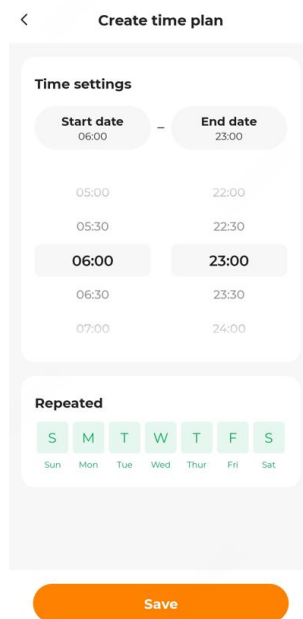 Create time plan
Time settings
Start date – End date
06:00 23:00
05:00 22:00
05:30 22:30
06:00 23:00
06:30 23:30
07:00 24:00
Repeated
S M T W T F S
Sun Mon Tue Wed Thur Fri Sat
Save